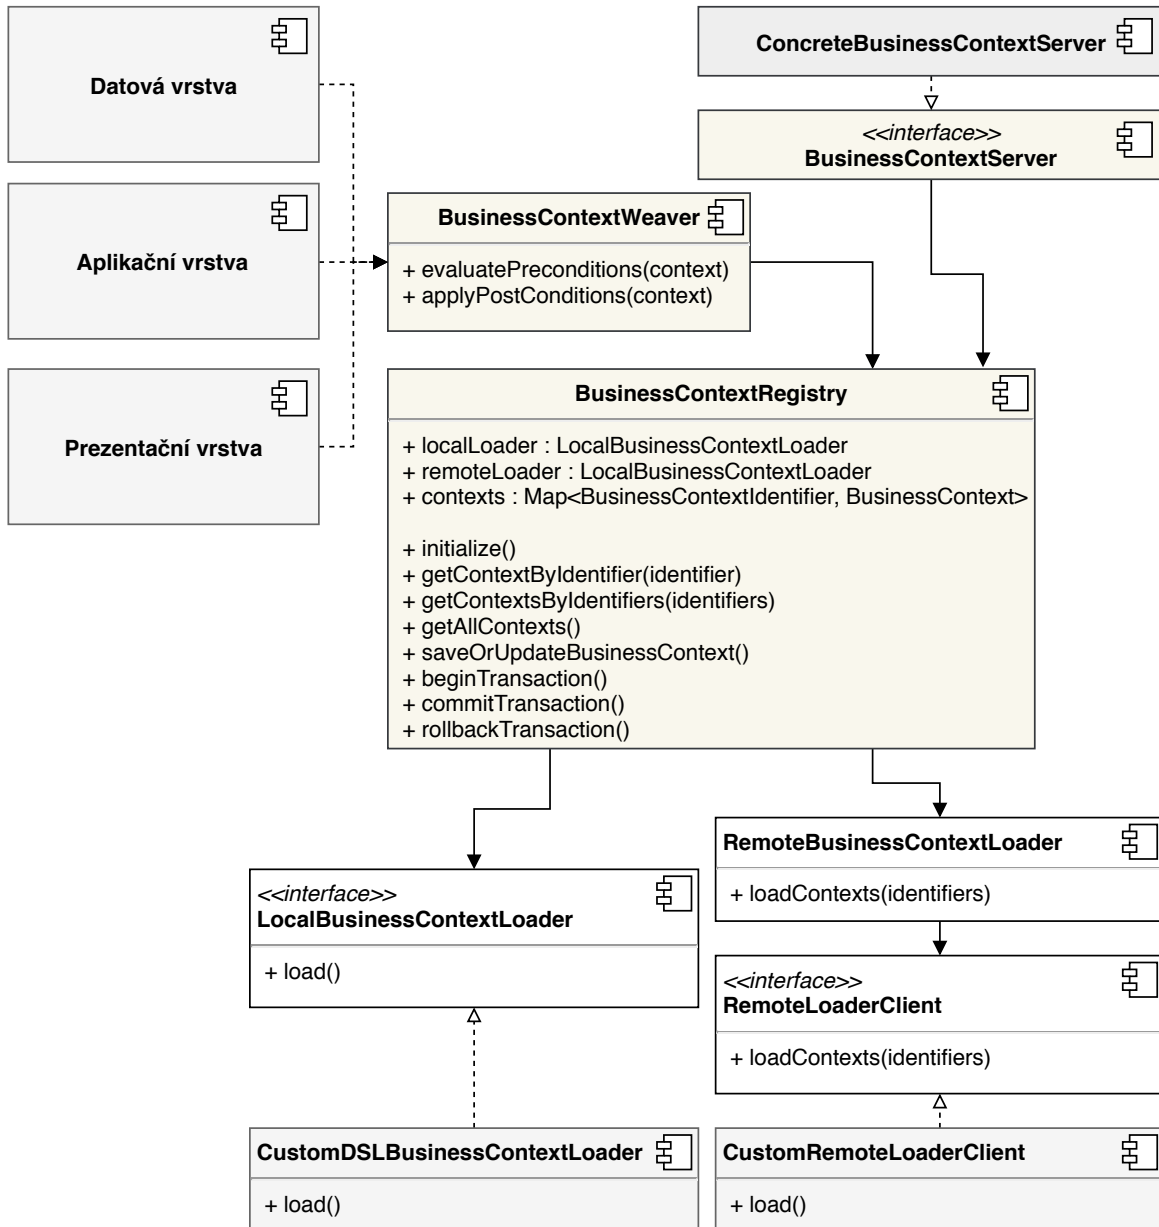 Datová vrstva
ConcreteBusinessContextServer
<<interface>>
BusinessContextServer
Aplikační vrstva
BusinessContextWeaver
+ evaluatePreconditions(context)
+ applyPostConditions(context)
Prezentační vrstva
BusinessContextRegistry
+ localLoader : LocalBusinessContextLoader
+ remoteLoader : LocalBusinessContextLoader
+ contexts : Map<BusinessContextIdentifier, BusinessContext>
+ initialize()
+ getContextByIdentifier(identifier)
+ getContextsByIdentifiers(identifiers)
+ getAllContexts()
+ saveOrUpdateBusinessContext()
+ beginTransaction()
+ commitTransaction()
+ rollbackTransaction()
<<interface>>
LocalBusinessContextLoader
+ load()
RemoteBusinessContextLoader
+ loadContexts(identifiers)
<<interface>>
RemoteLoaderClient
+ loadContexts(identifiers)
CustomDSLBusinessContextLoader
+ load()
CustomRemoteLoaderClient
+ load()